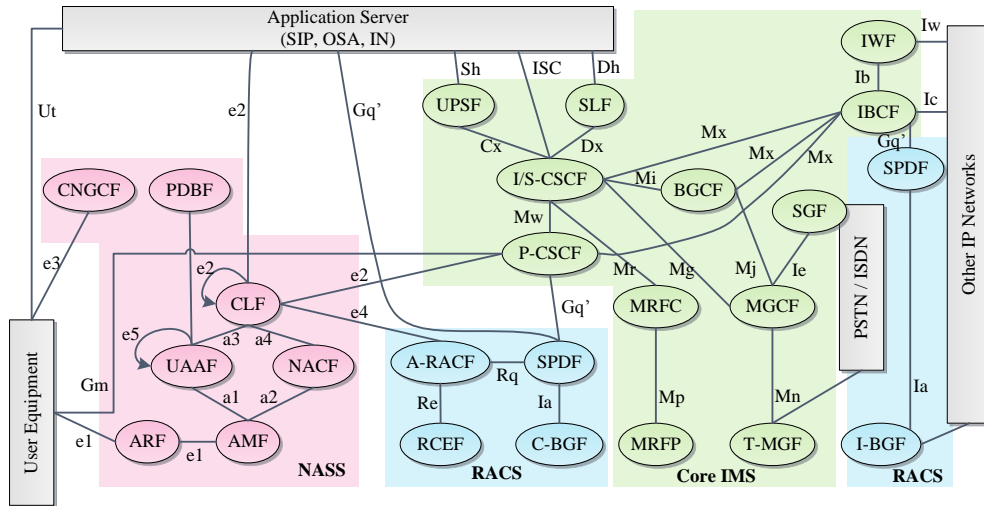 Application Server
(SIP, OSA, IN)
IWF
Iw
Ut
e2
Gq’
Sh
ISC
Dh
Ib
UPSF
SLF
IBCF
Ic
Cx
Dx
Mx
Mx
Mx
Gq’
SPDF
CNGCF
PDBF
I/S-CSCF
Mi
BGCF
SGF
Mw
P-CSCF
e3
e2
e2
Mr
Mg
Mj
Ie
CLF
e4
Gq’
MRFC
MGCF
PSTN / ISDN
Other IP Networks
e5
a3
a4
UAAF
NACF
A-RACF
Rq
SPDF
Gm
a1
a2
Re
Ia
Mp
Mn
Ia
User Equipment
e1
ARF
e1
AMF
RCEF
C-BGF
MRFP
T-MGF
I-BGF
NASS
RACS
Core IMS
RACS